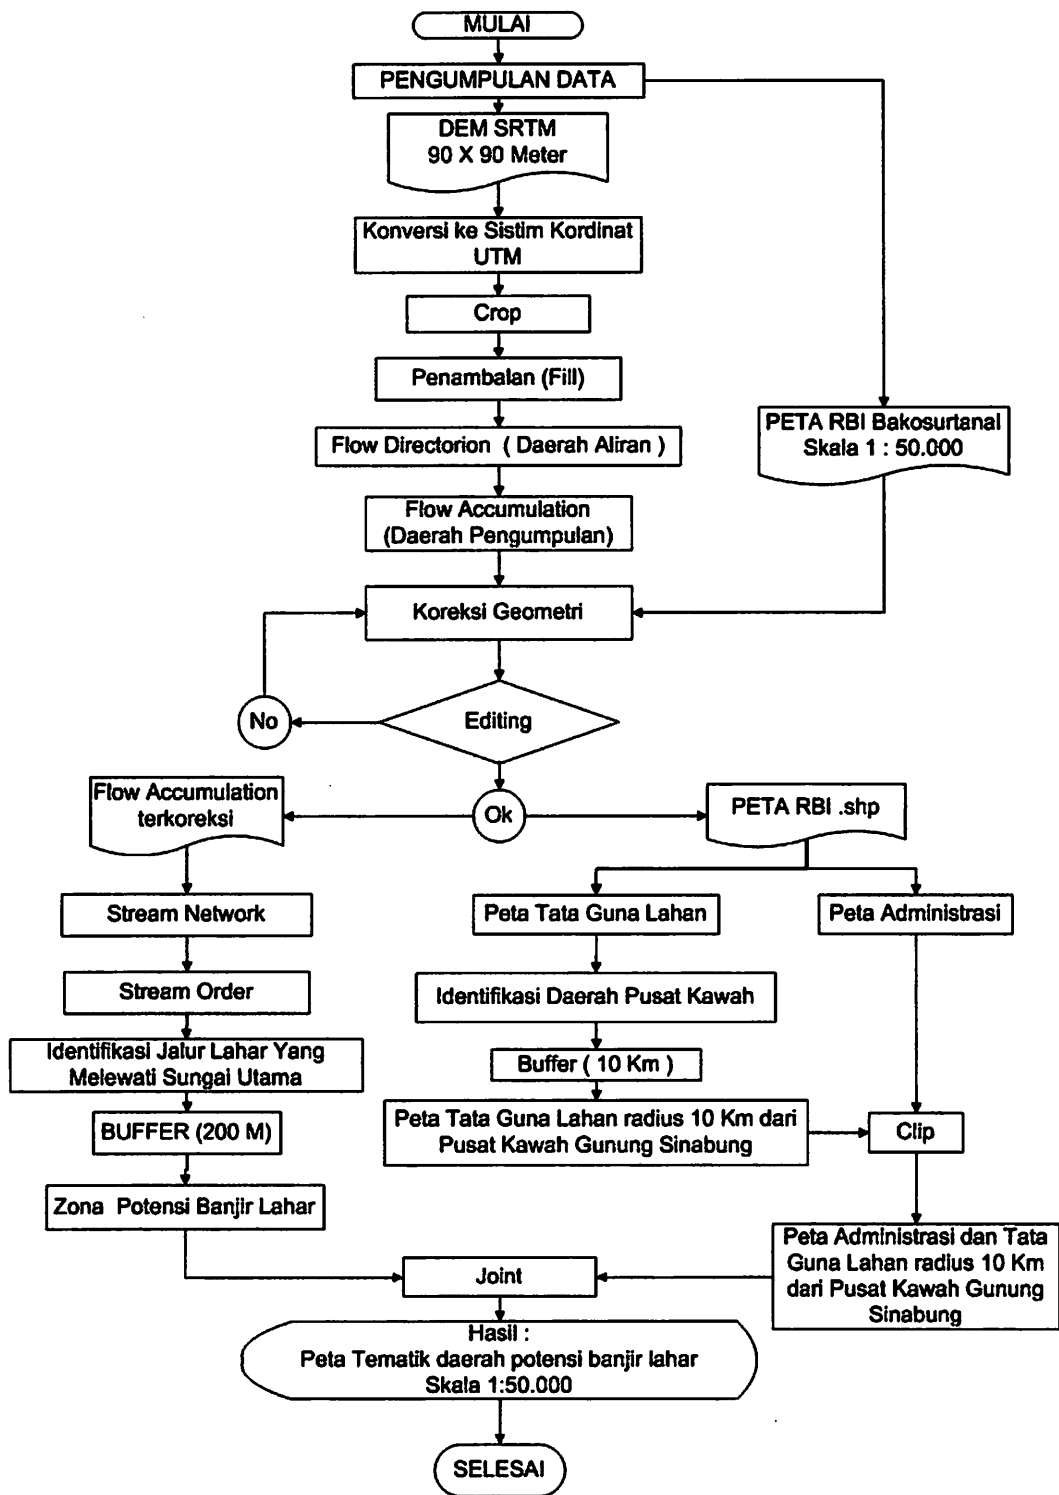 MULAI
PENGUMPULAN DATA
DEM SRTM
90 X 90 Meter
Konversi ke Sistim Kordinat
UTM
Crop
Penambalan (Fill)
Flow Directorion ( Daerah Aliran )
PETA RBI Bakosurtanal
Skala 1 : 50.000
Flow Accumulation
(Daerah Pengumpulan)
Koreksi Geometri
No
Editing
Flow Accumulation
terkoreksi
Ok
PETA RBI .shp
Stream Network
Peta Tata Guna Lahan
Peta Administrasi
Stream Order
Identifikasi Daerah Pusat Kawah
Identifikasi Jalur Lahar Yang
Melewati Sungai Utama
Buffer ( 10 Km )
BUFFER (200 M)
Peta Tata Guna Lahan radius 10 Km dari
Pusat Kawah Gunung Sinabung
Clip
Zona Potensi Banjir Lahar
Peta Administrasi dan Tata
Guna Lahan radius 10 Km
dari Pusat Kawah Gunung
Sinabung
Joint
Hasil :
Peta Tematik daerah potensi banjir lahar
Skala 1:50.000
SELESAI